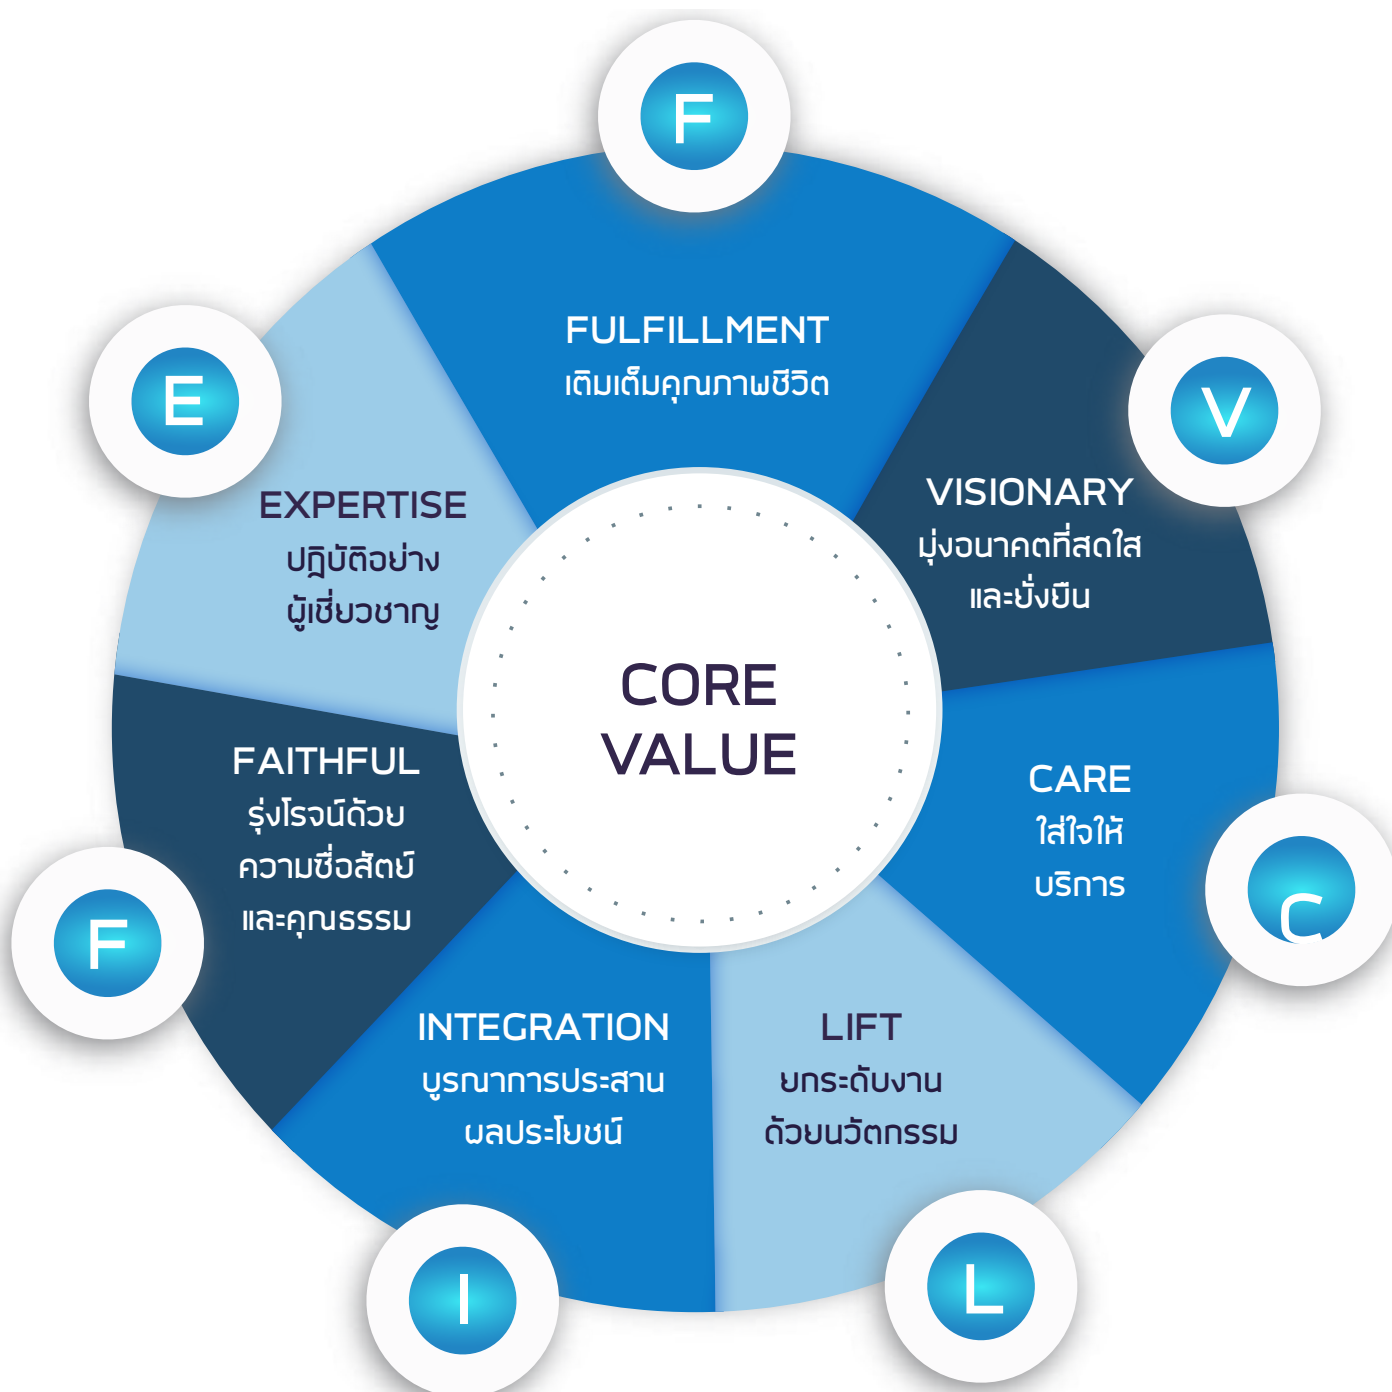 F
FULFILLMENT
เติมเต็มคุณภาพชีวิต
V
VISIONARY
มุ่งอนาคตที่สดใส
และยั่งยืน
C
CARE
ใส่ใจให้
บริการ
L
LIFT
ยกระดับงาน
ด้วยนวัตกรรม
I
INTEGRATION
บูรณาการประสาน
ผลประโยชน์
F
FAITHFUL
รุ่งโรจน์ด้วย
ความซื่อสัตย์
และคุณธรรม
E
EXPERTISE
ปฎิบัติอย่าง
ผู้เชี่ยวชาญ
CORE
VALUE